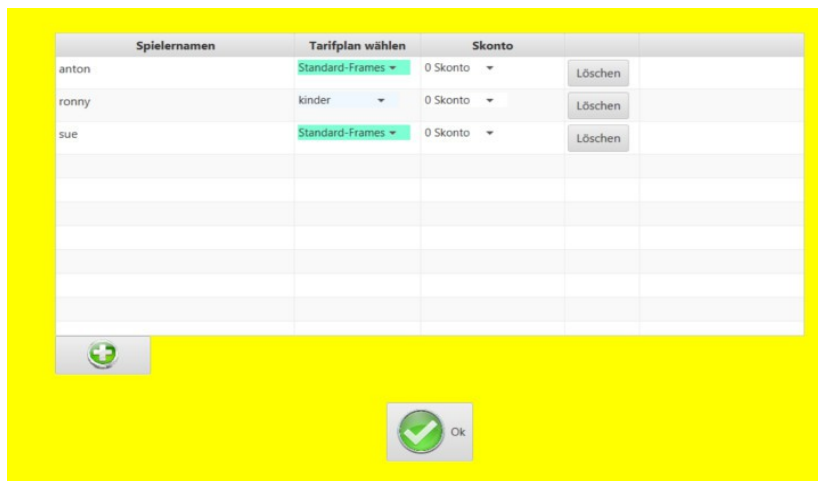 Spielernamen Tarifplan wählen Skonto
anton Standard-Frames 0 Skonto Löschen
ronny kinder 0 Skonto Löschen
sue Standard-Frames 0 Skonto Löschen
Ok